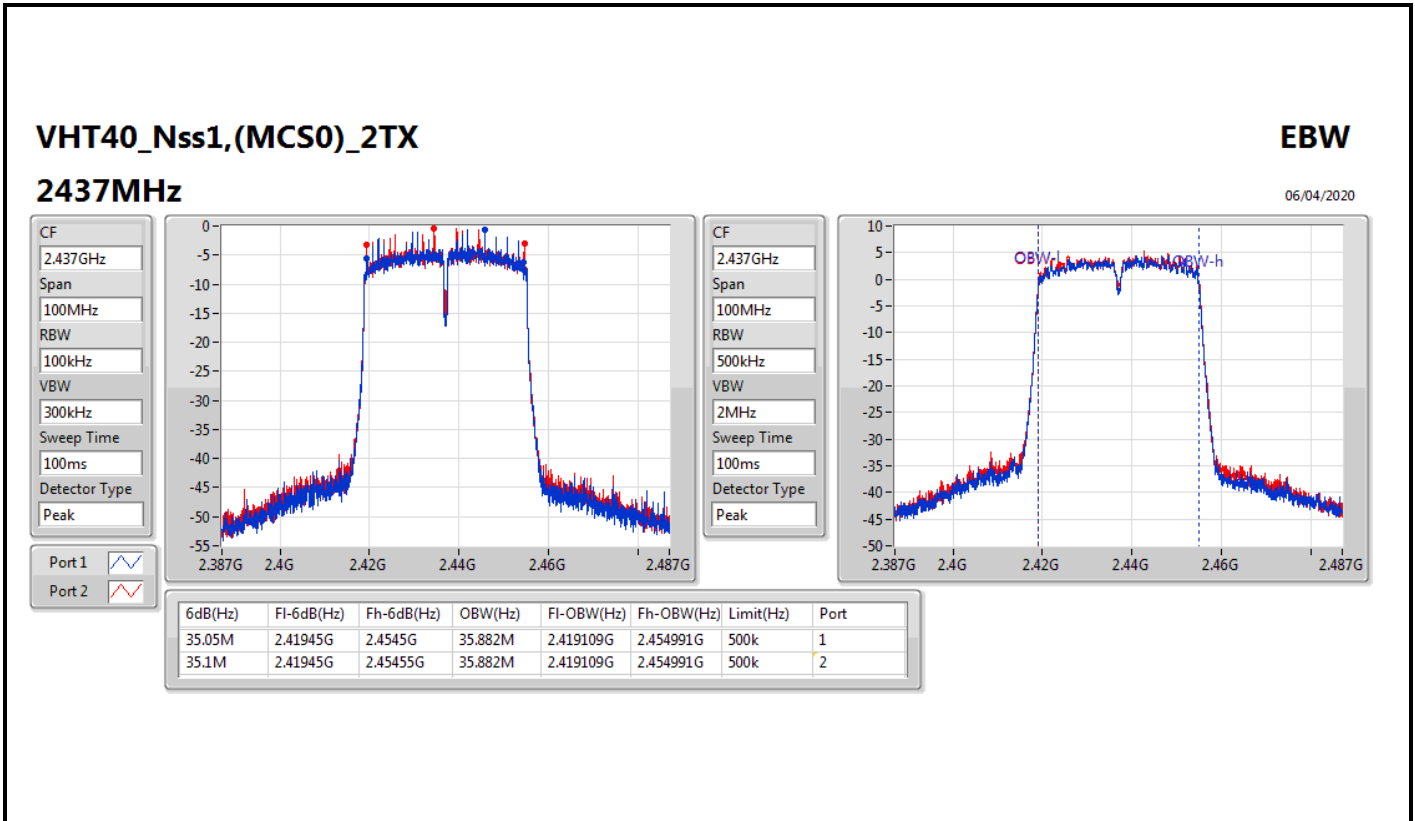 VHT40_Nss1,(MCS0)_2TX
EBW
2437MHz
06/04/2020
CF
2.437GHz
Span
100MHz
RBW
100kHz
VBW
300kHz
Sweep Time
100ms
Detector Type
Peak
Port 1
Port 2
0
-5
-10
-15
-20
-25
-30
-35
-40
-45
-50
-55
2.387G 2.4G 2.42G 2.44G 2.46G 2.487G
CF
2.437GHz
Span
100MHz
RBW
500kHz
VBW
2MHz
Sweep Time
100ms
Detector Type
Peak
10
5
0
-5
-10
-15
-20
-25
-30
-35
-40
-45
-50
OBW-l OBW-h
2.387G 2.4G 2.42G 2.44G 2.46G 2.487G
6dB(Hz) Fl-6dB(Hz) Fh-6dB(Hz) OBW(Hz) Fl-OBW(Hz) Fh-OBW(Hz) Limit(Hz) Port
35.05M 2.41945G 2.4545G 35.882M 2.419109G 2.454991G 500k 1
35.1M 2.41945G 2.45455G 35.882M 2.419109G 2.454991G 500k 2